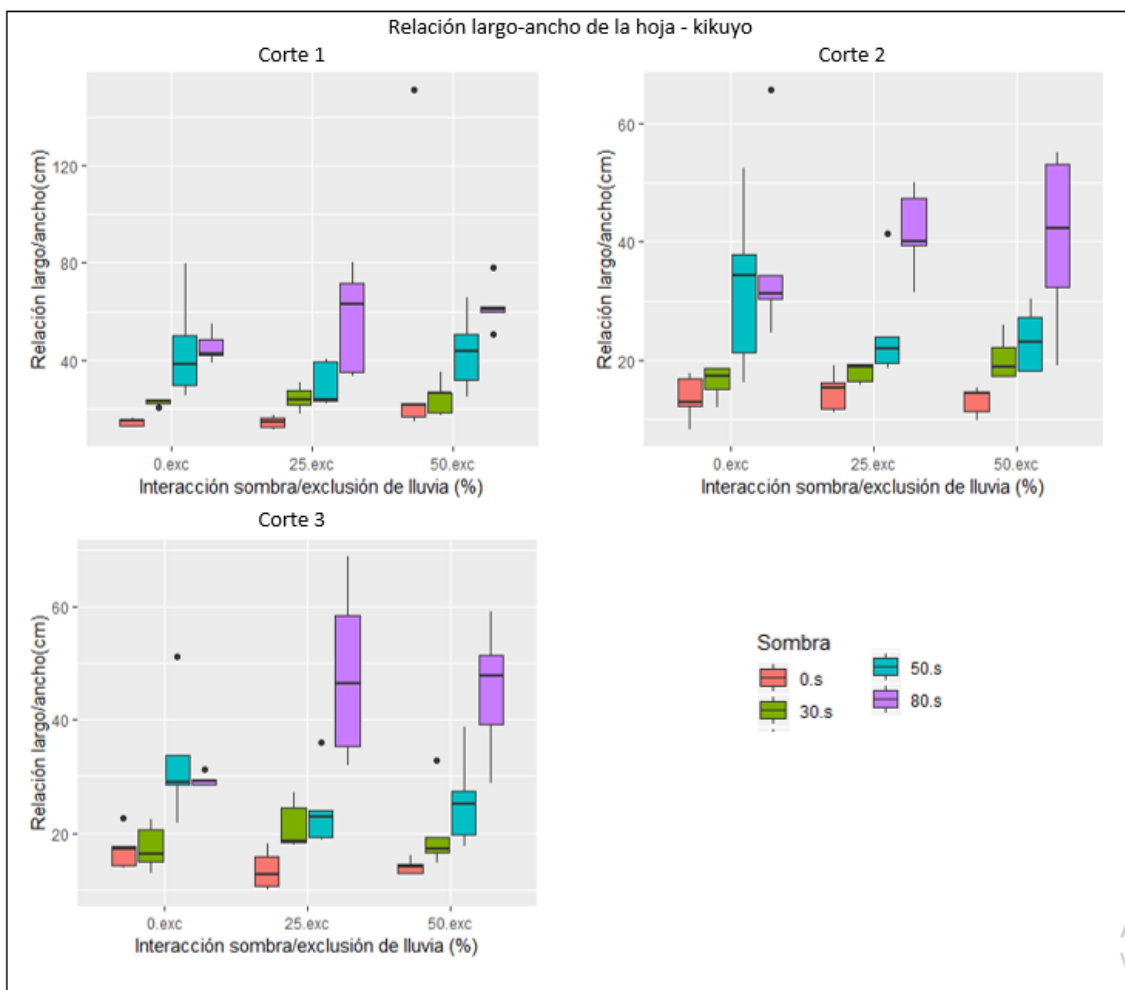 Relación largo-ancho de la hoja - kikuyo
Corte 1
Relación largo/ancho(cm)
120
80
40
0.exc
25.exc
50.exc
Interacción sombra/exclusión de lluvia (%)
Corte 2
Relación largo/ancho(cm)
60
40
20
0.exc
25.exc
50.exc
Interacción sombra/exclusión de lluvia (%)
Corte 3
Relación largo/ancho(cm)
60
40
20
0.exc
25.exc
50.exc
Interacción sombra/exclusión de lluvia (%)
Sombra
0.s
30.s
50.s
80.s